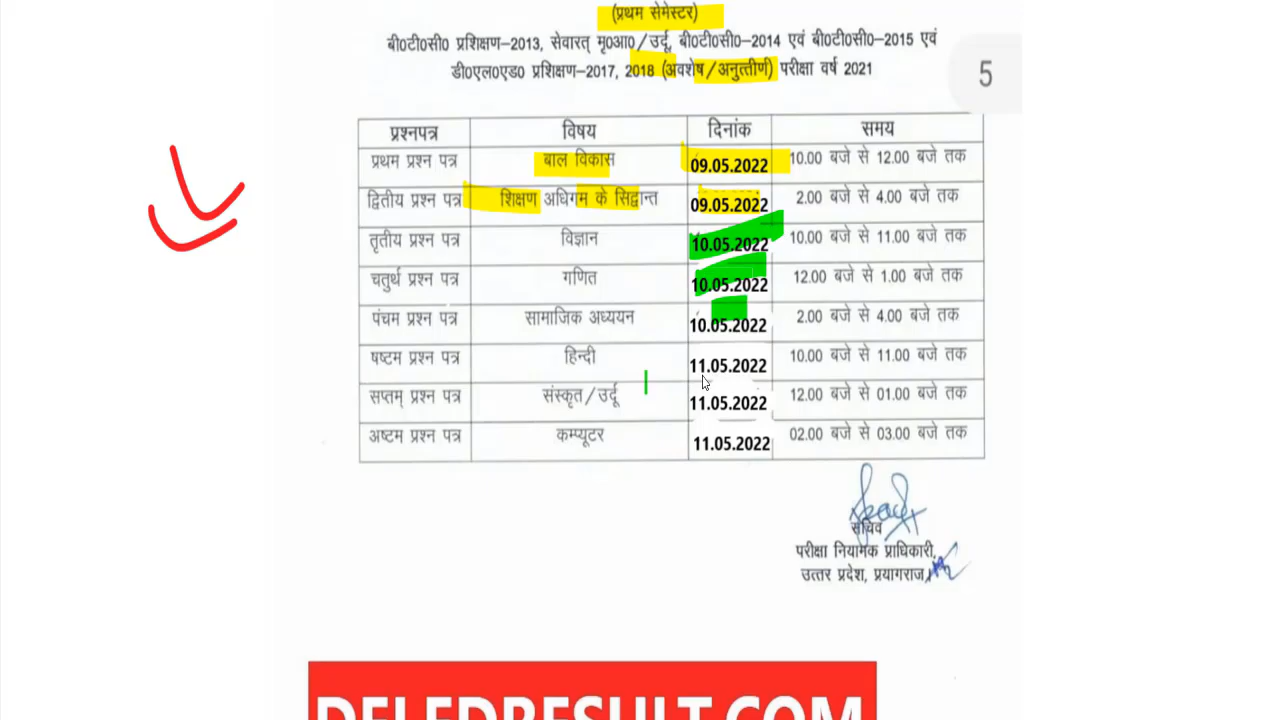 (प्रथम सेमेस्टर)
बी0टी0सी0 प्रशिक्षण–2013, सेवारत् मृ0आ0/उर्दू, बी0टी0सी0–2014 एवं बी0टी0सी0–2015 एवं
डी0एल0एड0 प्रशिक्षण–2017, 2018 (अवशेष/अनुत्तीर्ण) परीक्षा वर्ष 2021
5
प्रश्नपत्र विषय दिनांक समय
प्रथम प्रश्न पत्र बाल विकास 09.05.2022 10.00 बजे से 12.00 बजे तक
द्वितीय प्रश्न पत्र शिक्षण अधिगम के सिद्वान्त 09.05.2022 2.00 बजे से 4.00 बजे तक
तृतीय प्रश्न पत्र विज्ञान 10.05.2022 10.00 बजे से 11.00 बजे तक
चतुर्थ प्रश्न पत्र गणित 10.05.2022 12.00 बजे से 1.00 बजे तक
पंचम प्रश्न पत्र सामाजिक अध्ययन 10.05.2022 2.00 बजे से 4.00 बजे तक
षष्टम प्रश्न पत्र हिन्दी 11.05.2022 10.00 बजे से 11.00 बजे तक
सप्तम् प्रश्न पत्र संस्कृत/उर्दू 11.05.2022 12.00 बजे से 01.00 बजे तक
अष्टम प्रश्न पत्र कम्प्यूटर 11.05.2022 02.00 बजे से 03.00 बजे तक
सचिव
परीक्षा नियामक प्राधिकारी,
उत्तर प्रदेश, प्रयागराज
DELEDRESULT.COM